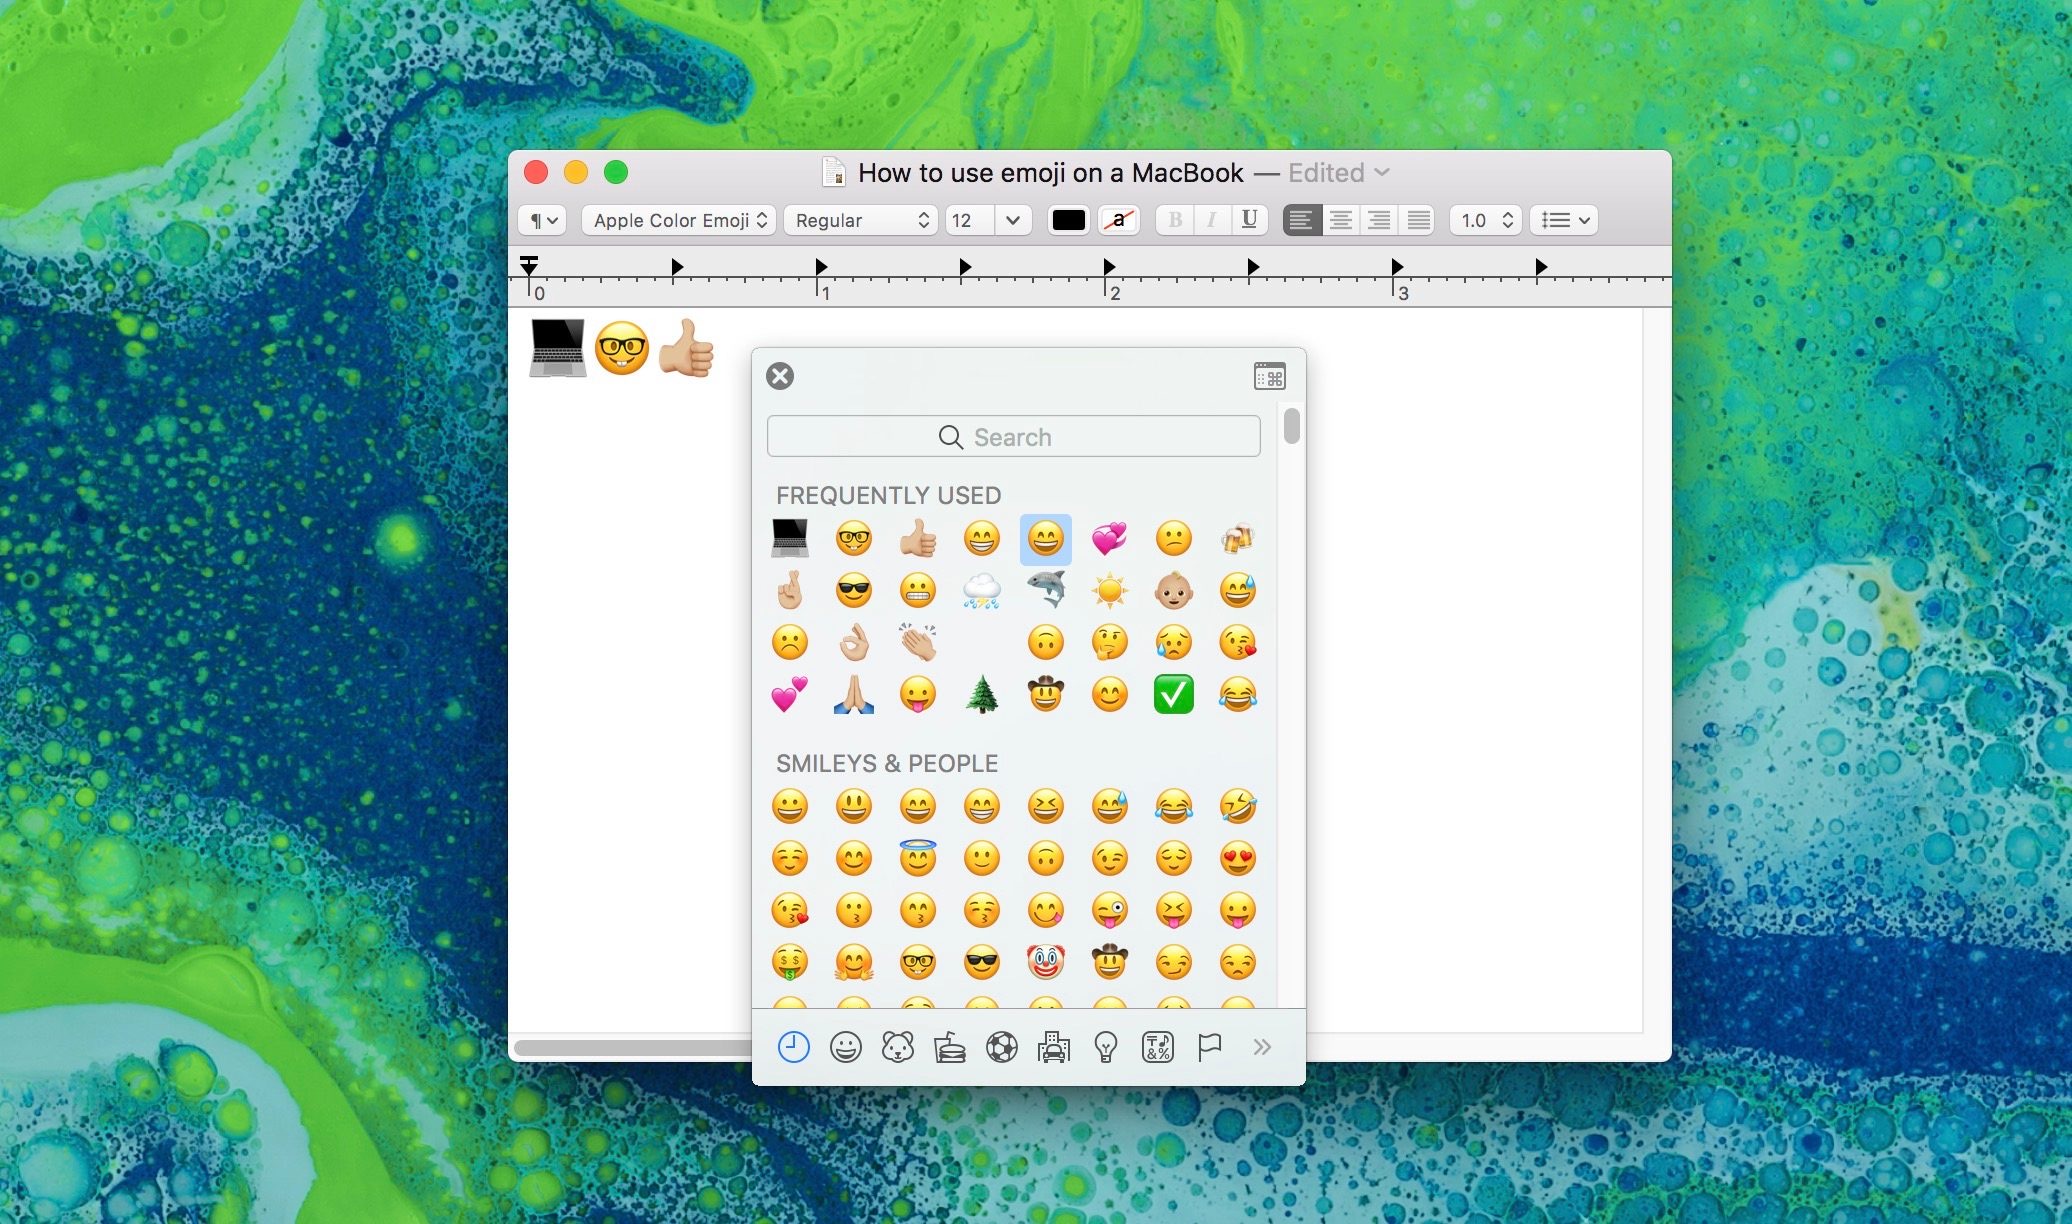 How to use emoji on a MacBook — Edited
¶ Apple Color Emoji Regular 12 a B I U 1.0
0 1 2 3
Search
FREQUENTLY USED
SMILEYS & PEOPLE